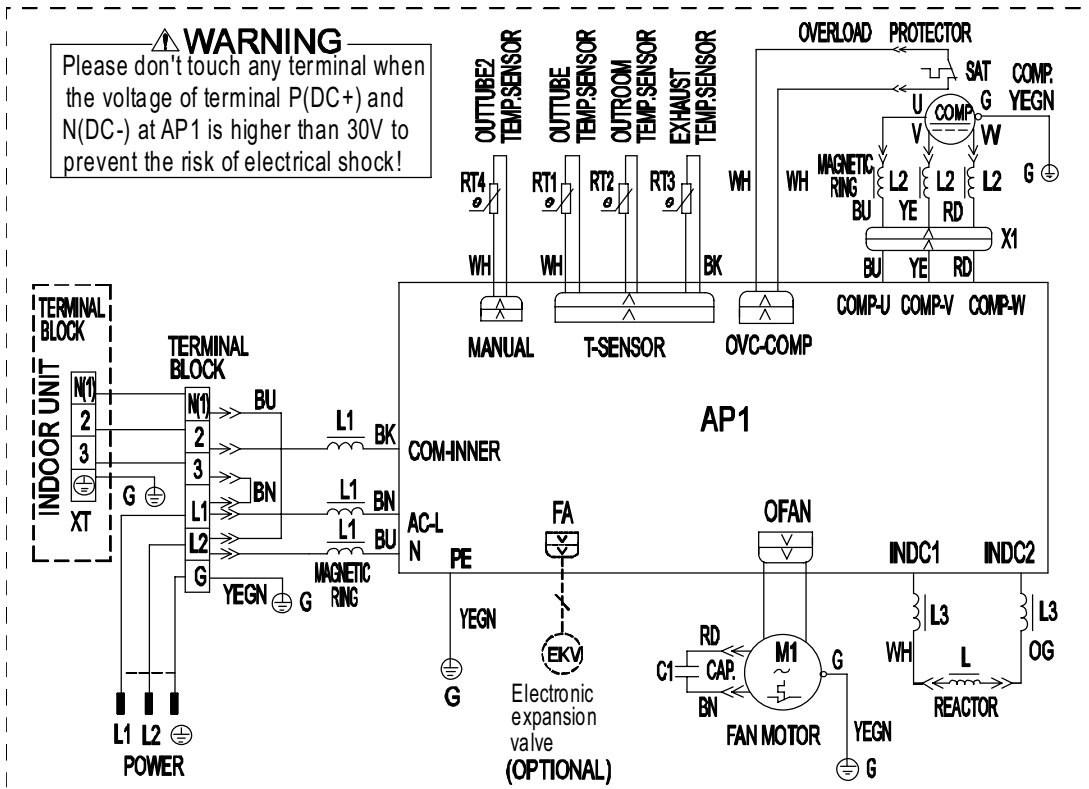 WARNING
Please don't touch any terminal when
the voltage of terminal P(DC+) and
N(DC-) at AP1 is higher than 30V to
prevent the risk of electrical shock!
OUTTUBE2
TEMP.SENSOR
OUTTUBE
TEMP.SENSOR
OUTROOM
TEMP.SENSOR
EXHAUST
TEMP.SENSOR
RT4
RT1
RT2
RT3
θ
θ
θ
θ
WH
WH
BK
WH
WH
OVERLOAD PROTECTOR
SAT
COMP.
YEGN
U
V
W
G
COMP
G
MAGNETIC
RING
L2
L2
L2
BU
YE
RD
X1
BU
YE
RD
MANUAL
T-SENSOR
OVC-COMP
COMP-U
COMP-V
COMP-W
AP1
TERMINAL
BLOCK
INDOOR UNIT
N(1)
2
3
G
XT
TERMINAL
BLOCK
N(1)
2
3
L1
L2
G
BU
BN
YEGN
G
L1
BK
COM-INNER
L1
BN
AC-L
L1
BU
N
MAGNETIC
RING
PE
YEGN
G
FA
EKV
Electronic
expansion
valve
(OPTIONAL)
OFAN
RD
C1
CAP.
BN
M1
~
G
FAN MOTOR
YEGN
G
INDC1
INDC2
L3
L3
WH
L
OG
REACTOR
L1
L2
POWER